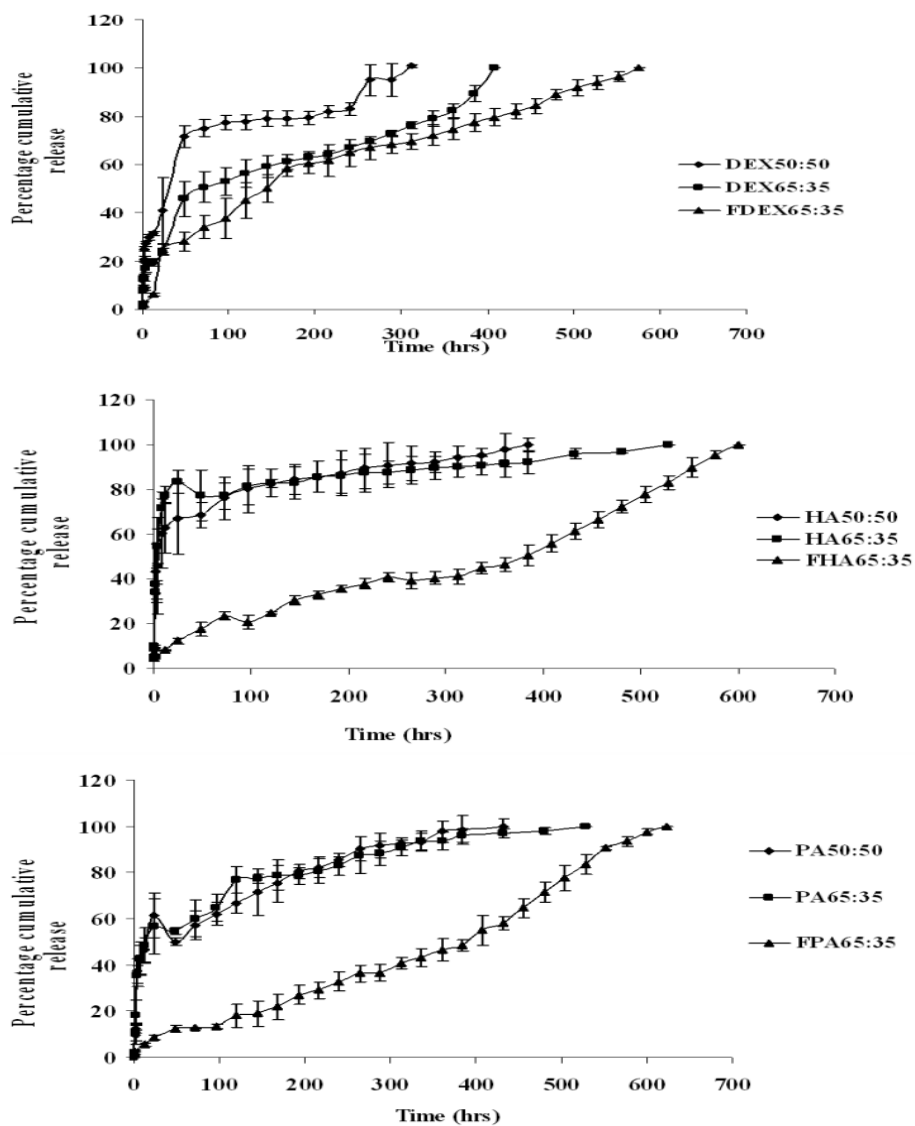 120
100
80
60
40
20
0
Percentage cumulative
release
0 100 200 300 400 500 600 700
Time (hrs)
DEX50:50
DEX65:35
FDEX65:35
120
100
80
60
40
20
0
Percentage cumulative
release
0 100 200 300 400 500 600 700
Time (hrs)
HA50:50
HA65:35
FHA65:35
120
100
80
60
40
20
0
Percentage cumulative
release
0 100 200 300 400 500 600 700
Time (hrs)
PA50:50
PA65:35
FPA65:35